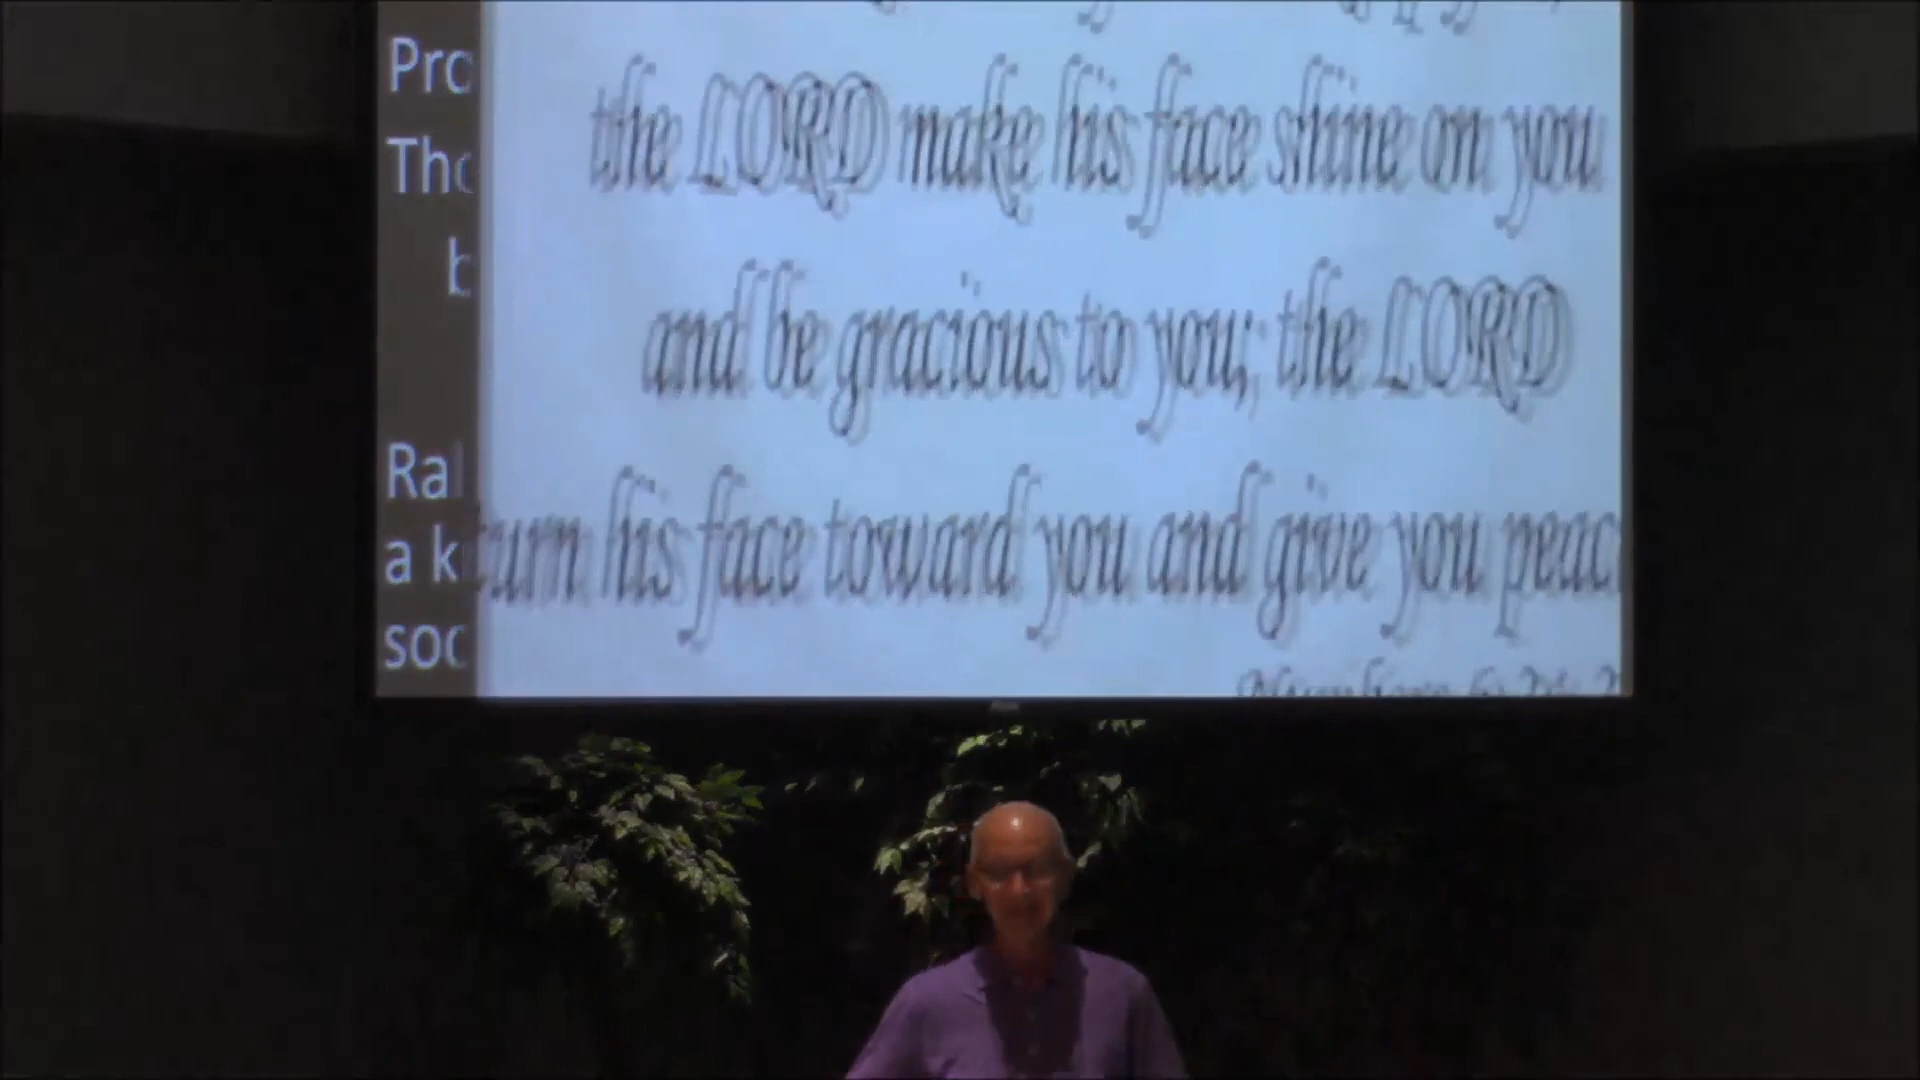 the LORD make his face shine on you
and be gracious to you; the LORD
turn his face toward you and give you peac
Pro
Tho
b
Ral
a k
soc